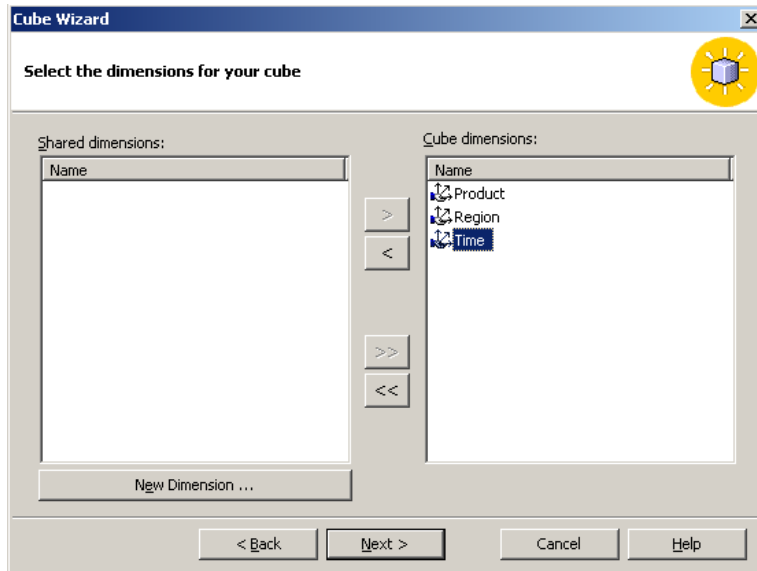 Cube Wizard
Select the dimensions for your cube
Shared dimensions:
Name
>
<
>>
<<
Cube dimensions:
Name
Product
Region
Time
New Dimension ...
< Back
Next >
Cancel
Help